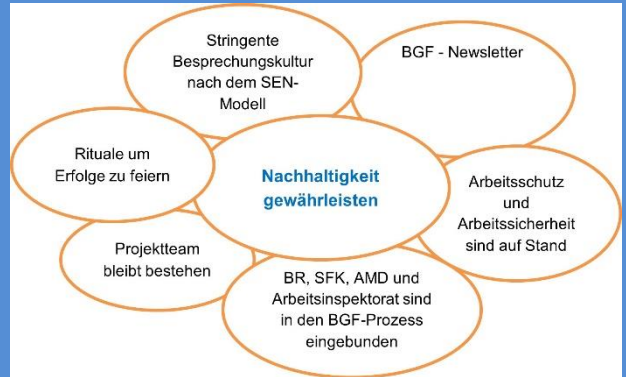 Stringente
Besprechungskultur
nach dem SEN-
Modell
BGF - Newsletter
Rituale um
Erfolge zu feiern
Nachhaltigkeit
gewährleisten
Arbeitsschutz
und
Arbeitssicherheit
sind auf Stand
Projektteam
bleibt bestehen
BR, SFK, AMD und
Arbeitsinspektorat sind
in den BGF-Prozess
eingebunden